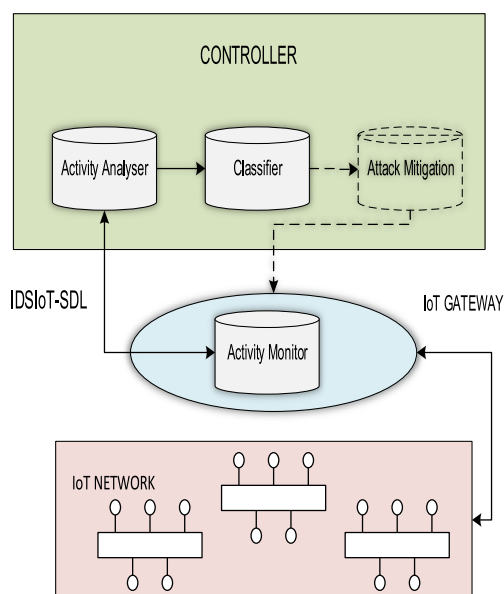 CONTROLLER
Activity Analyser
Classifier
Attack Mitigation
IDSIoT-SDL
IoT GATEWAY
Activity Monitor
IoT NETWORK